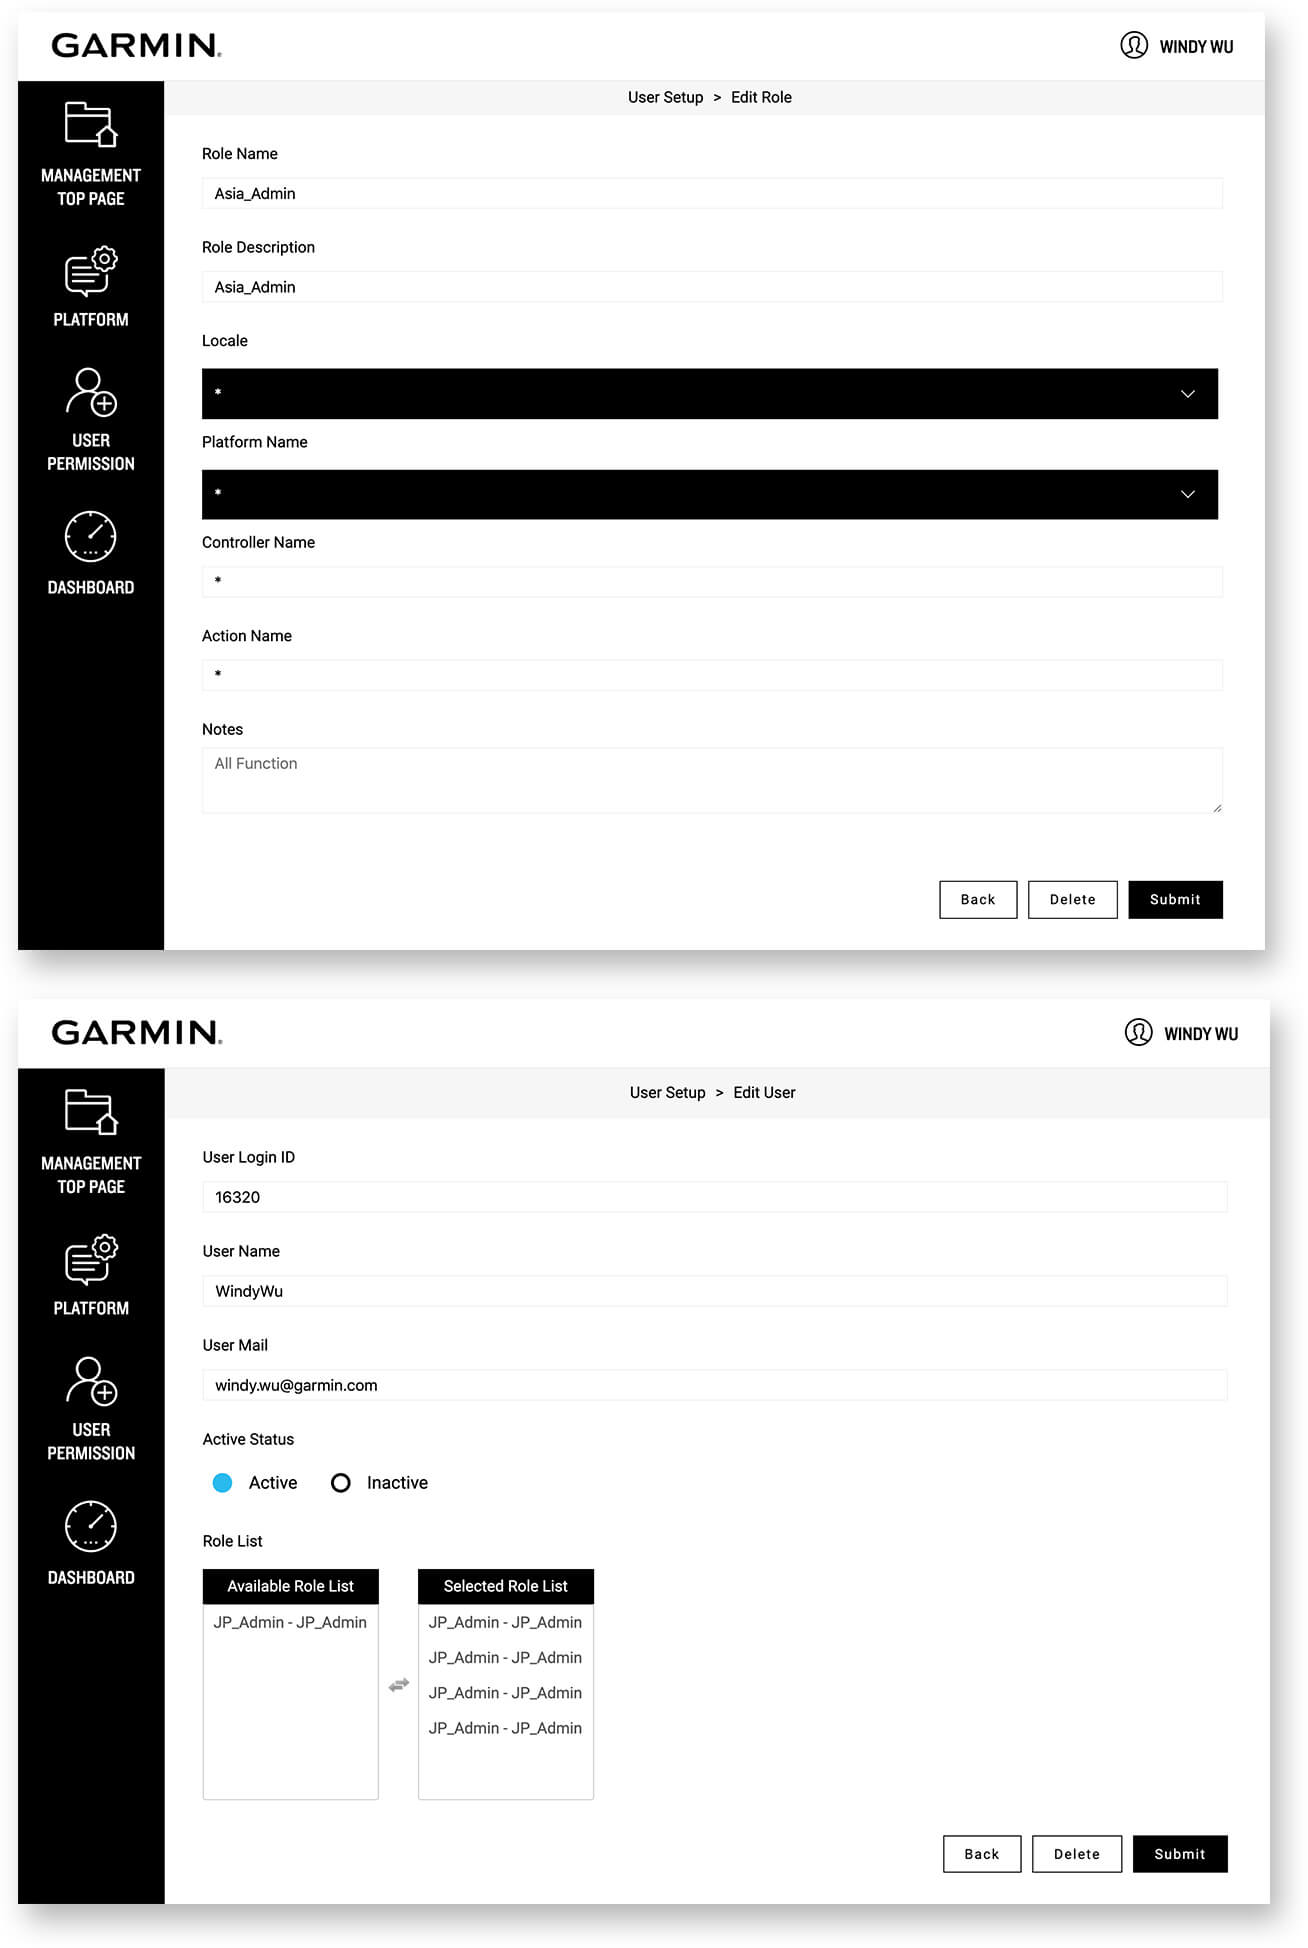 GARMIN.
WINDY WU
User Setup > Edit Role
MANAGEMENT
TOP PAGE
PLATFORM
USER
PERMISSION
DASHBOARD
Role Name
Asia_Admin
Role Description
Asia_Admin
Locale
*
Platform Name
*
Controller Name
*
Action Name
*
Notes
All Function
Back Delete Submit
GARMIN.
WINDY WU
User Setup > Edit User
MANAGEMENT
TOP PAGE
PLATFORM
USER
PERMISSION
DASHBOARD
User Login ID
16320
User Name
WindyWu
User Mail
windy.wu@garmin.com
Active Status
Active Inactive
Role List
Available Role List Selected Role List
JP_Admin - JP_Admin JP_Admin - JP_Admin
JP_Admin - JP_Admin
JP_Admin - JP_Admin
JP_Admin - JP_Admin
Back Delete Submit